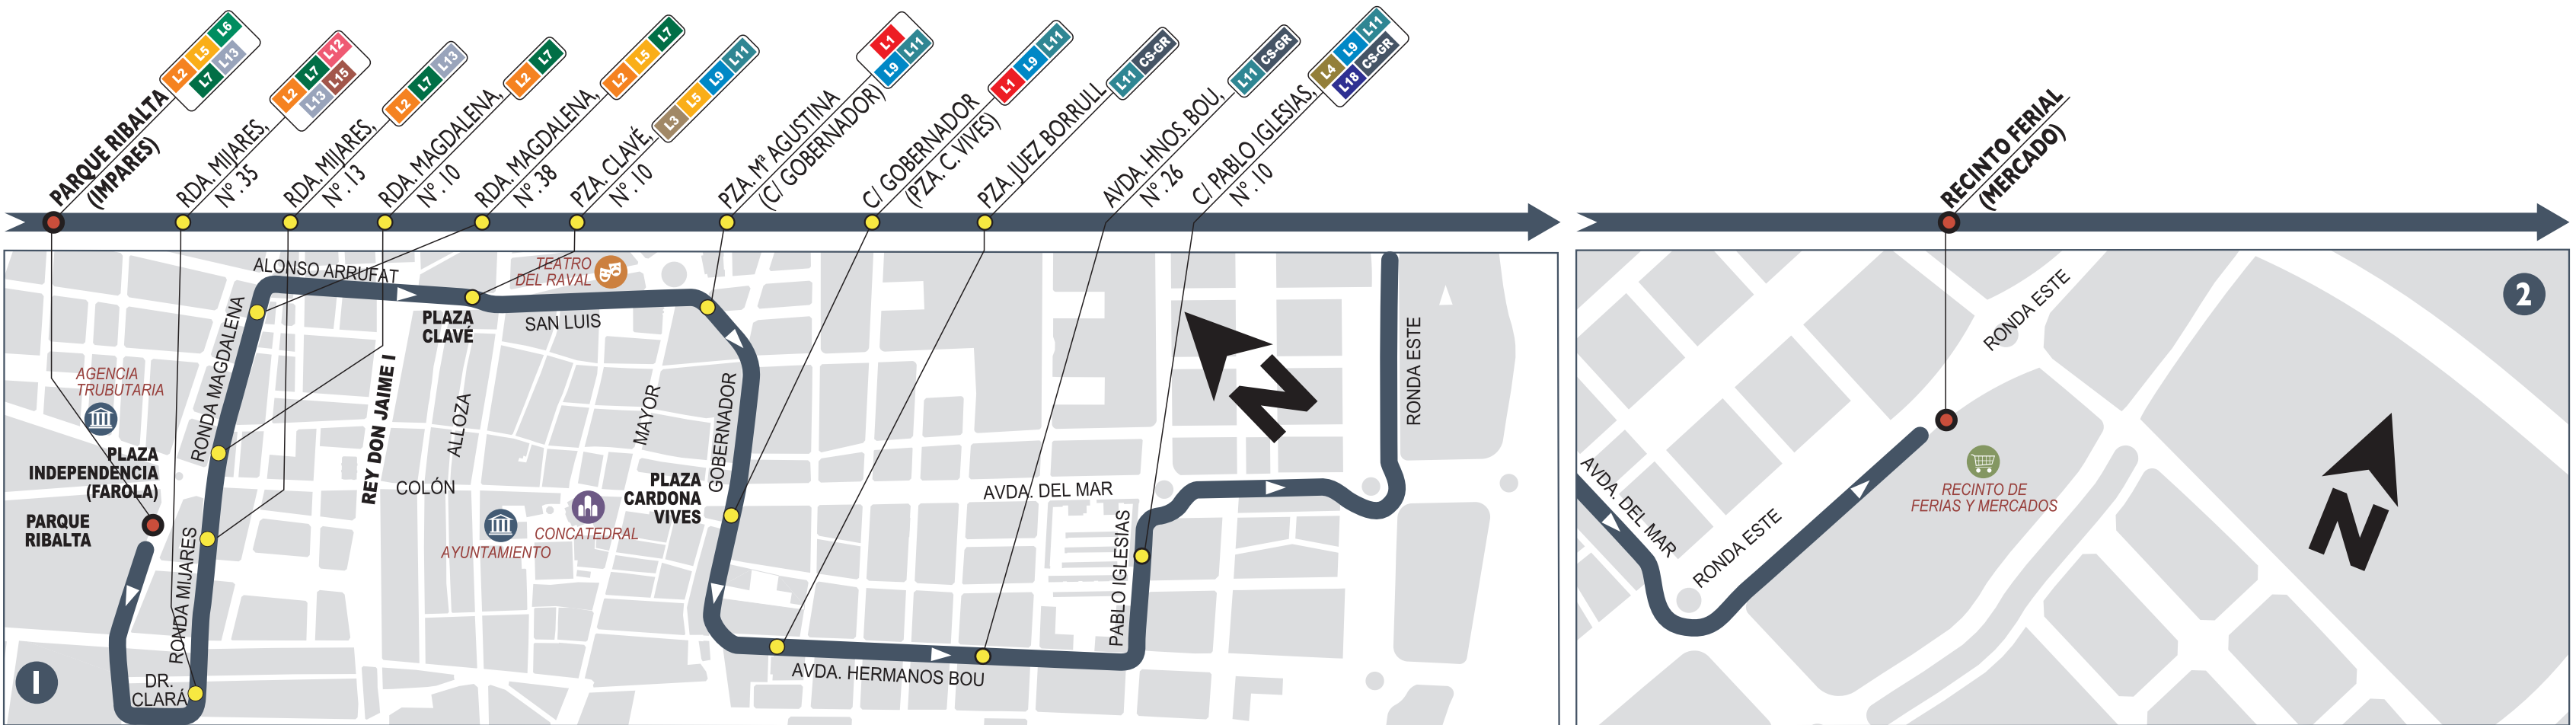 L2 L5 L6
L7 L13
PARQUE RIBALTA
(IMPARES)
L2 L7 L12
L13 L15
RDA. MIJARES,
Nº. 35
L2 L7 L13
RDA. MIJARES,
Nº. 13
L2 L7
RDA. MAGDALENA,
Nº. 10
L2 L5 L7
RDA. MAGDALENA,
Nº. 38
L3 L5 L9 L11
PZA. CLAVÉ,
Nº. 10
L1
L9 L11
PZA. Mª AGUSTINA
(C/ GOBERNADOR)
L1 L9 L11
C/ GOBERNADOR
(PZA. C. VIVES)
L11 CS-GR
PZA. JUEZ BORRULL
L11 CS-GR
AVDA. HNOS. BOU,
Nº. 26
L4 L9 L11
L18 CS-GR
C/ PABLO IGLESIAS,
Nº. 10
RECINTO FERIAL
(MERCADO)
ALONSO ARRUFAT
TEATRO
DEL RAVAL
PLAZA
CLAVÉ
SAN LUIS
RONDA MAGDALENA
AGENCIA
TRUBUTARIA
REY DON JAIME I
ALLOZA
MAYOR
GOBERNADOR
PLAZA
INDEPENDENCIA
(FAROLA)
COLÓN
PLAZA
CARDONA
VIVES
PARQUE
RIBALTA
AYUNTAMIENTO
CONCATEDRAL
RONDA MIJARES
DR.
CLARÁ
AVDA. DEL MAR
PABLO IGLESIAS
AVDA. HERMANOS BOU
RONDA ESTE
N
1
RONDA ESTE
2
AVDA. DEL MAR
RONDA ESTE
RECINTO DE
FERIAS Y MERCADOS
N